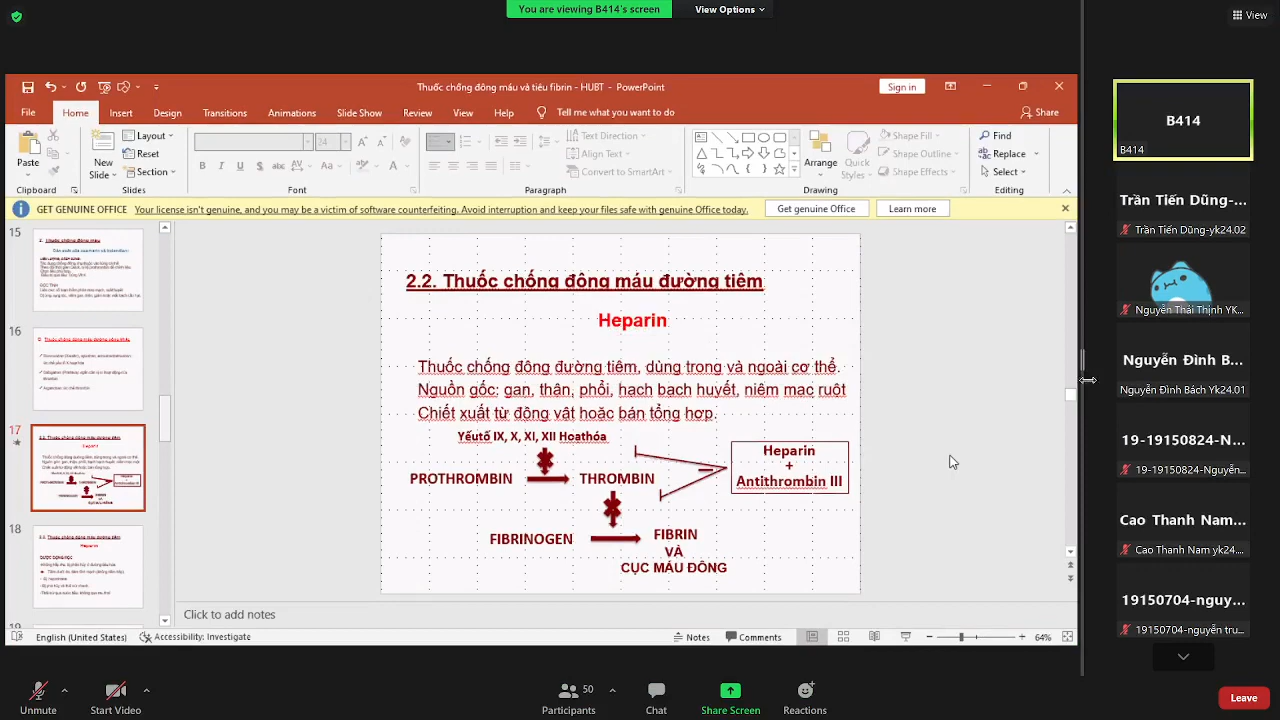 You are viewing B414's screen
View Options
View
Thuốc chống đông máu và tiêu fibrin - HUBT - PowerPoint
Sign in
File Home Insert Design Transitions Animations Slide Show Review View Help Tell me what you want to do
Share
Paste
Clipboard
New Slide
Layout
Reset
Section
24
Font
Text Direction
Align Text
Convert to SmartArt
Paragraph
Arrange
Quick Styles
Shape Fill
Shape Outline
Shape Effects
Drawing
Find
Replace
Select
Editing
GET GENUINE OFFICE Your license isn't genuine, and you may be a victim of software counterfeiting. Avoid interruption and keep your files safe with genuine Office today.
Get genuine Office
Learn more
15
16
17
18
2.2. Thuốc chống đông máu đường tiêm
Heparin
Thuốc chống đông đường tiêm, dùng trong và ngoài cơ thể.
Nguồn gốc: gan, thận, phổi, hạch bạch huyết, niêm mạc ruột
Chiết xuất từ động vật hoặc bán tổng hợp.
Yếutố IX, X, XI, XII Hoạthóa
PROTHROMBIN
THROMBIN
Heparin
+
Antithrombin III
FIBRINOGEN
FIBRIN
VÀ
CỤC MÁU ĐÔNG
Click to add notes
English (United States)
Accessibility: Investigate
Notes
Comments
64%
B414
B414
Trần Tiến Dũng-...
Trần Tiến Dũng-yk24.02
Nguyễn Thái Thịnh YK...
Nguyễn Đình B...
Nguyễn Đình Bách Yk24.01
19-19150824-N...
19-19150824-Nguyễn...
Cao Thanh Nam...
Cao Thanh Nam yk24...
19150704-nguy...
19150704-nguyễn tru...
Unmute
Start Video
50
Participants
Chat
Share Screen
Reactions
Leave